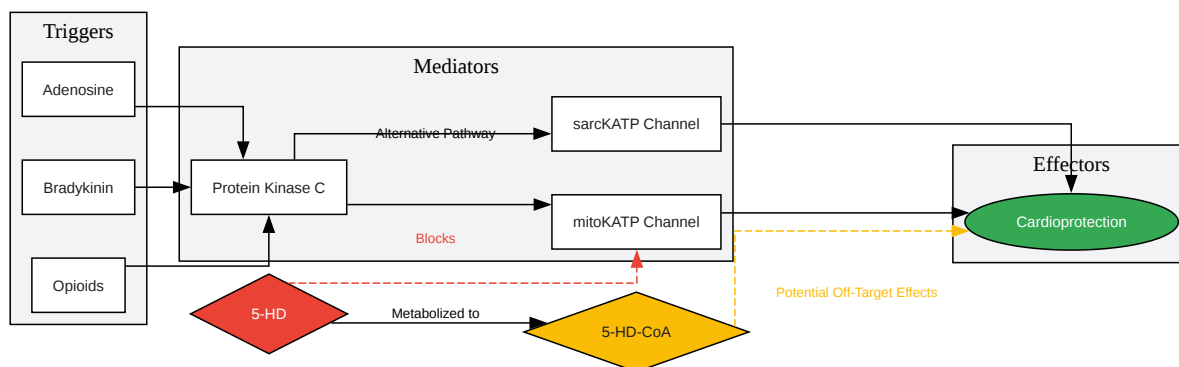 Triggers
Adenosine
Bradykinin
Opioids
Mediators
Protein Kinase C
Alternative Pathway
sarcKATP Channel
mitoKATP Channel
Blocks
Effectors
Cardioprotection
5-HD
Metabolized to
5-HD-CoA
Potential Off-Target Effects